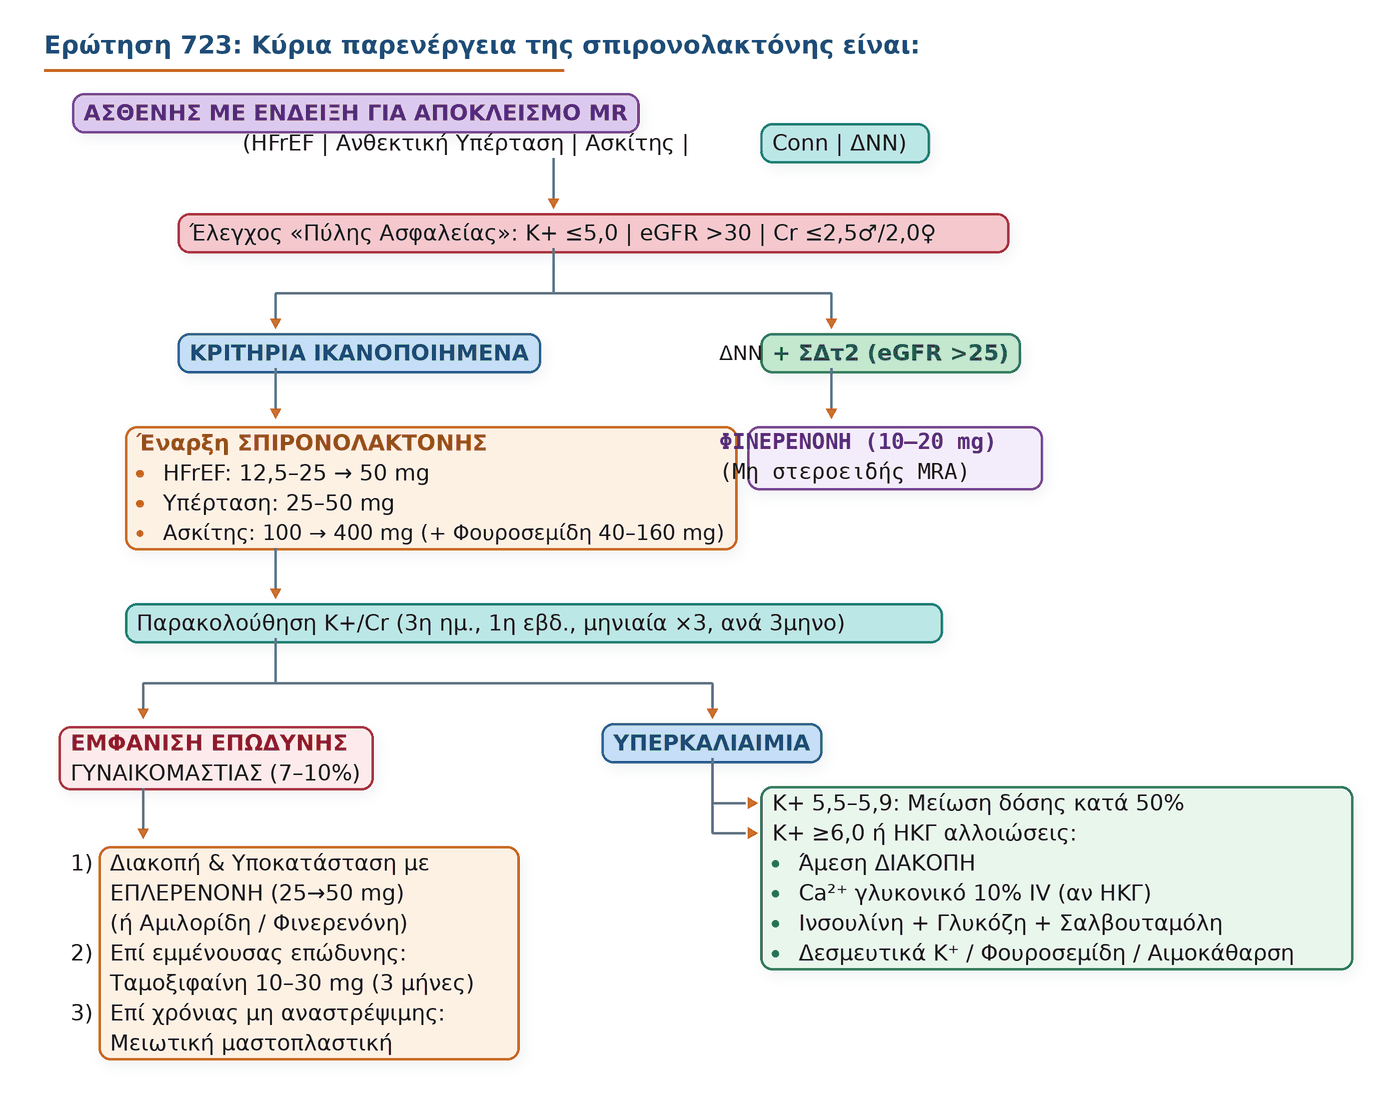 Ερώτηση 723: Κύρια παρενέργεια της σπιρονολακτόνης είναι:
ΑΣΘΕΝΗΣ ΜΕ ΕΝΔΕΙΞΗ ΓΙΑ ΑΠΟΚΛΕΙΣΜΟ MR
(HFrEF | Ανθεκτική Υπέρταση | Ασκίτης | Conn | ΔΝΝ)
Έλεγχος «Πύλης Ασφαλείας»: K+ ≤5,0 | eGFR >30 | Cr ≤2,5♂/2,0♀
ΚΡΙΤΗΡΙΑ ΙΚΑΝΟΠΟΙΗΜΕΝΑ
ΔΝΝ + ΣΔτ2 (eGFR >25)
Έναρξη ΣΠΙΡΟΝΟΛΑΚΤΟΝΗΣ
• HFrEF: 12,5–25 → 50 mg
• Υπέρταση: 25–50 mg
• Ασκίτης: 100 → 400 mg (+ Φουροσεμίδη 40–160 mg)
ΦΙΝΕΡΕΝΟΝΗ (10–20 mg)
(Μη στεροειδής MRA)
Παρακολούθηση K+/Cr (3η ημ., 1η εβδ., μηνιαία ×3, ανά 3μηνο)
ΕΜΦΑΝΙΣΗ ΕΠΩΔΥΝΗΣ
ΓΥΝΑΙΚΟΜΑΣΤΙΑΣ (7–10%)
1) Διακοπή & Υποκατάσταση με
ΕΠΛΕΡΕΝΟΝΗ (25→50 mg)
(ή Αμιλορίδη / Φινερενόνη)
2) Επί εμμένουσας επώδυνης:
Ταμοξιφαίνη 10–30 mg (3 μήνες)
3) Επί χρόνιας μη αναστρέψιμης:
Μειωτική μαστοπλαστική
ΥΠΕΡΚΑΛΙΑΙΜΙΑ
K+ 5,5–5,9: Μείωση δόσης κατά 50%
K+ ≥6,0 ή ΗΚΓ αλλοιώσεις:
• Άμεση ΔΙΑΚΟΠΗ
• Ca²⁺ γλυκονικό 10% IV (αν ΗΚΓ)
• Ινσουλίνη + Γλυκόζη + Σαλβουταμόλη
• Δεσμευτικά K⁺ / Φουροσεμίδη / Αιμοκάθαρση